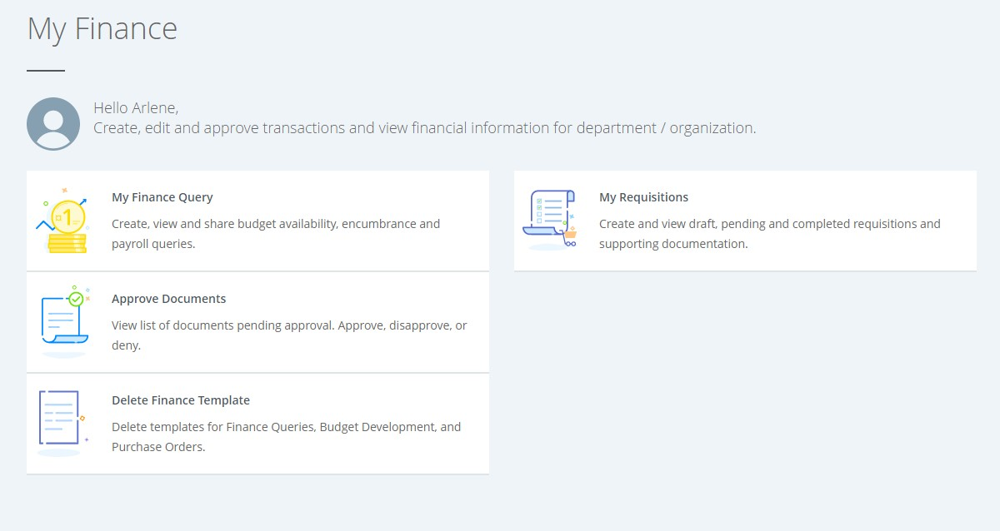 My Finance
Hello Arlene,
Create, edit and approve transactions and view financial information for department / organization.
My Finance Query
Create, view and share budget availability, encumbrance and
payroll queries.
My Requisitions
Create and view draft, pending and completed requisitions and
supporting documentation.
Approve Documents
View list of documents pending approval. Approve, disapprove, or
deny.
Delete Finance Template
Delete templates for Finance Queries, Budget Development, and
Purchase Orders.
1